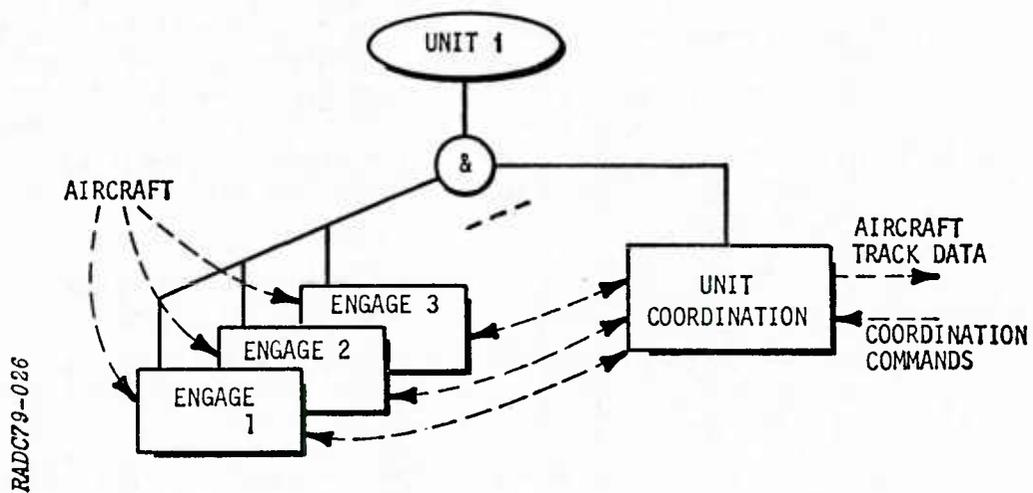 UNIT 1
&
AIRCRAFT
AIRCRAFT
TRACK DATA
ENGAGE 3
UNIT
COORDINATION
ENGAGE 2
COORDINATION
COMMANDS
ENGAGE
1
RADC79-026